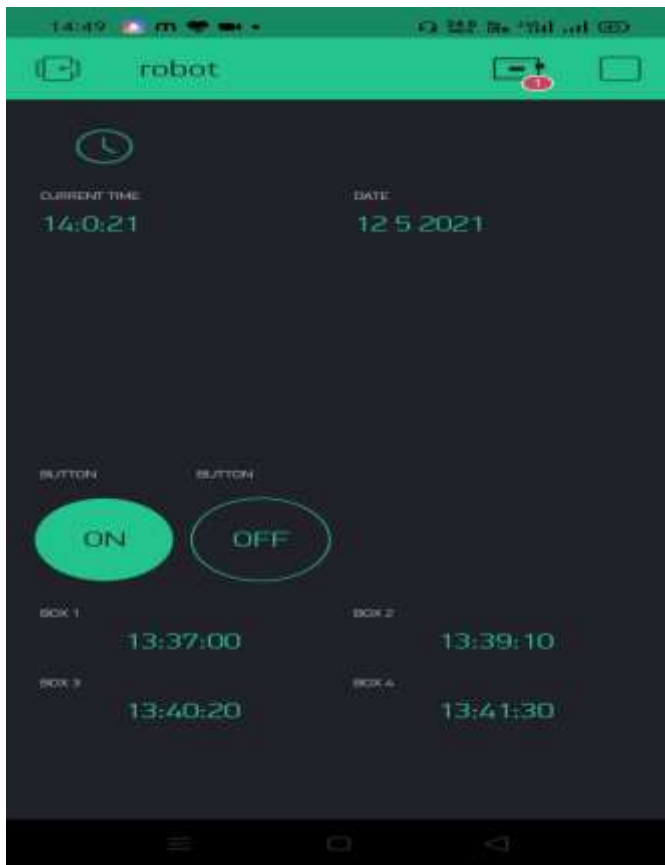 14:49
robot
1
CURRENT TIME DATE
14:0:21 12 5 2021
BUTTON BUTTON
ON OFF
BOX 1 BOX 2
13:37:00 13:39:10
BOX 3 BOX 4
13:40:20 13:41:30